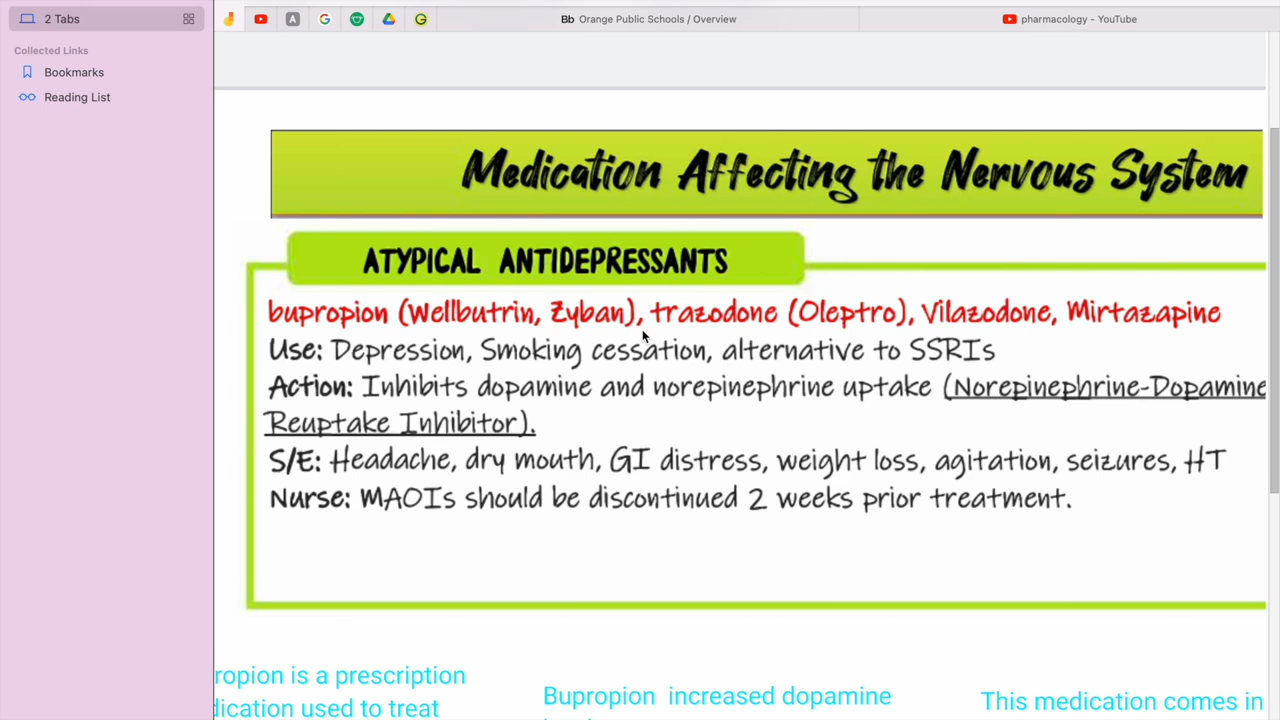 2 Tabs
Bb Orange Public Schools / Overview
pharmacology - YouTube
Collected Links
Bookmarks
Reading List
A
G
G
Medication Affecting the Nervous System
ATYPICAL ANTIDEPRESSANTS
bupropion (Wellbutrin, Zyban), trazodone (Oleptro), Vilazodone, Mirtazapine
Use: Depression, Smoking cessation, alternative to SSRIs
Action: Inhibits dopamine and norepinephrine uptake (Norepinephrine-Dopamine
Reuptake Inhibitor).
S/E: Headache, dry mouth, GI distress, weight loss, agitation, seizures, HT
Nurse: MAOIs should be discontinued 2 weeks prior treatment.
ropion is a prescription
dication used to treat
Bupropion increased dopamine
This medication comes in